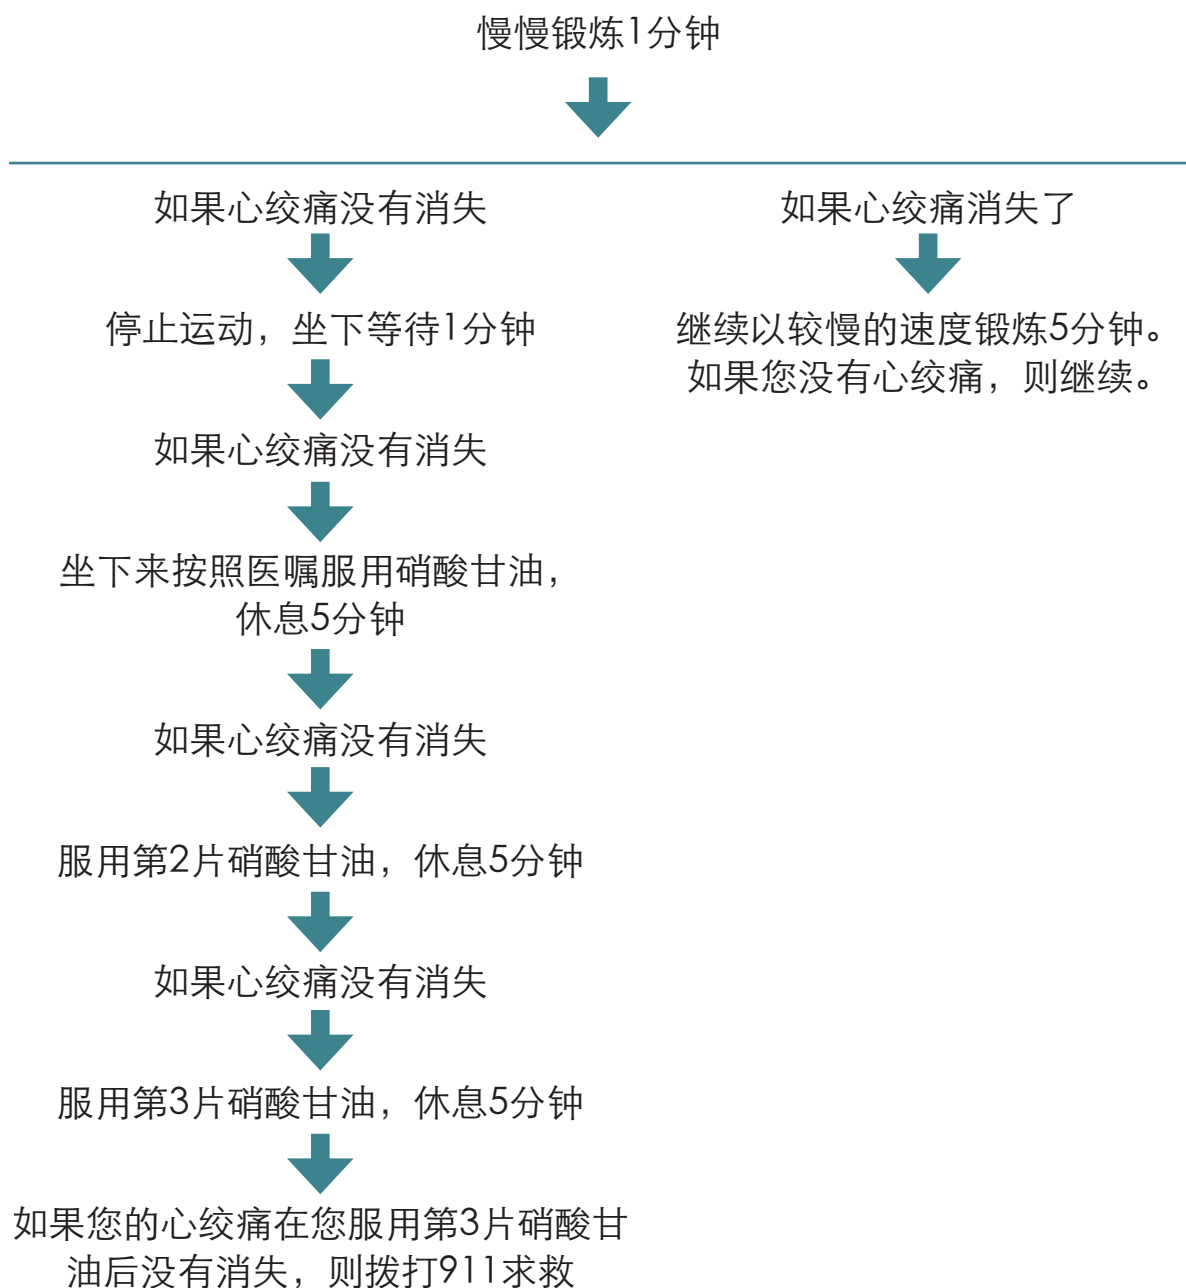 慢慢锻炼1分钟
如果心绞痛没有消失
停止运动，坐下等待1分钟
如果心绞痛没有消失
坐下来按照医嘱服用硝酸甘油，
休息5分钟
如果心绞痛没有消失
服用第2片硝酸甘油，休息5分钟
如果心绞痛没有消失
服用第3片硝酸甘油，休息5分钟
如果您的心绞痛在您服用第3片硝酸甘
油后没有消失，则拨打911求救
如果心绞痛消失了
继续以较慢的速度锻炼5分钟。
如果您没有心绞痛，则继续。